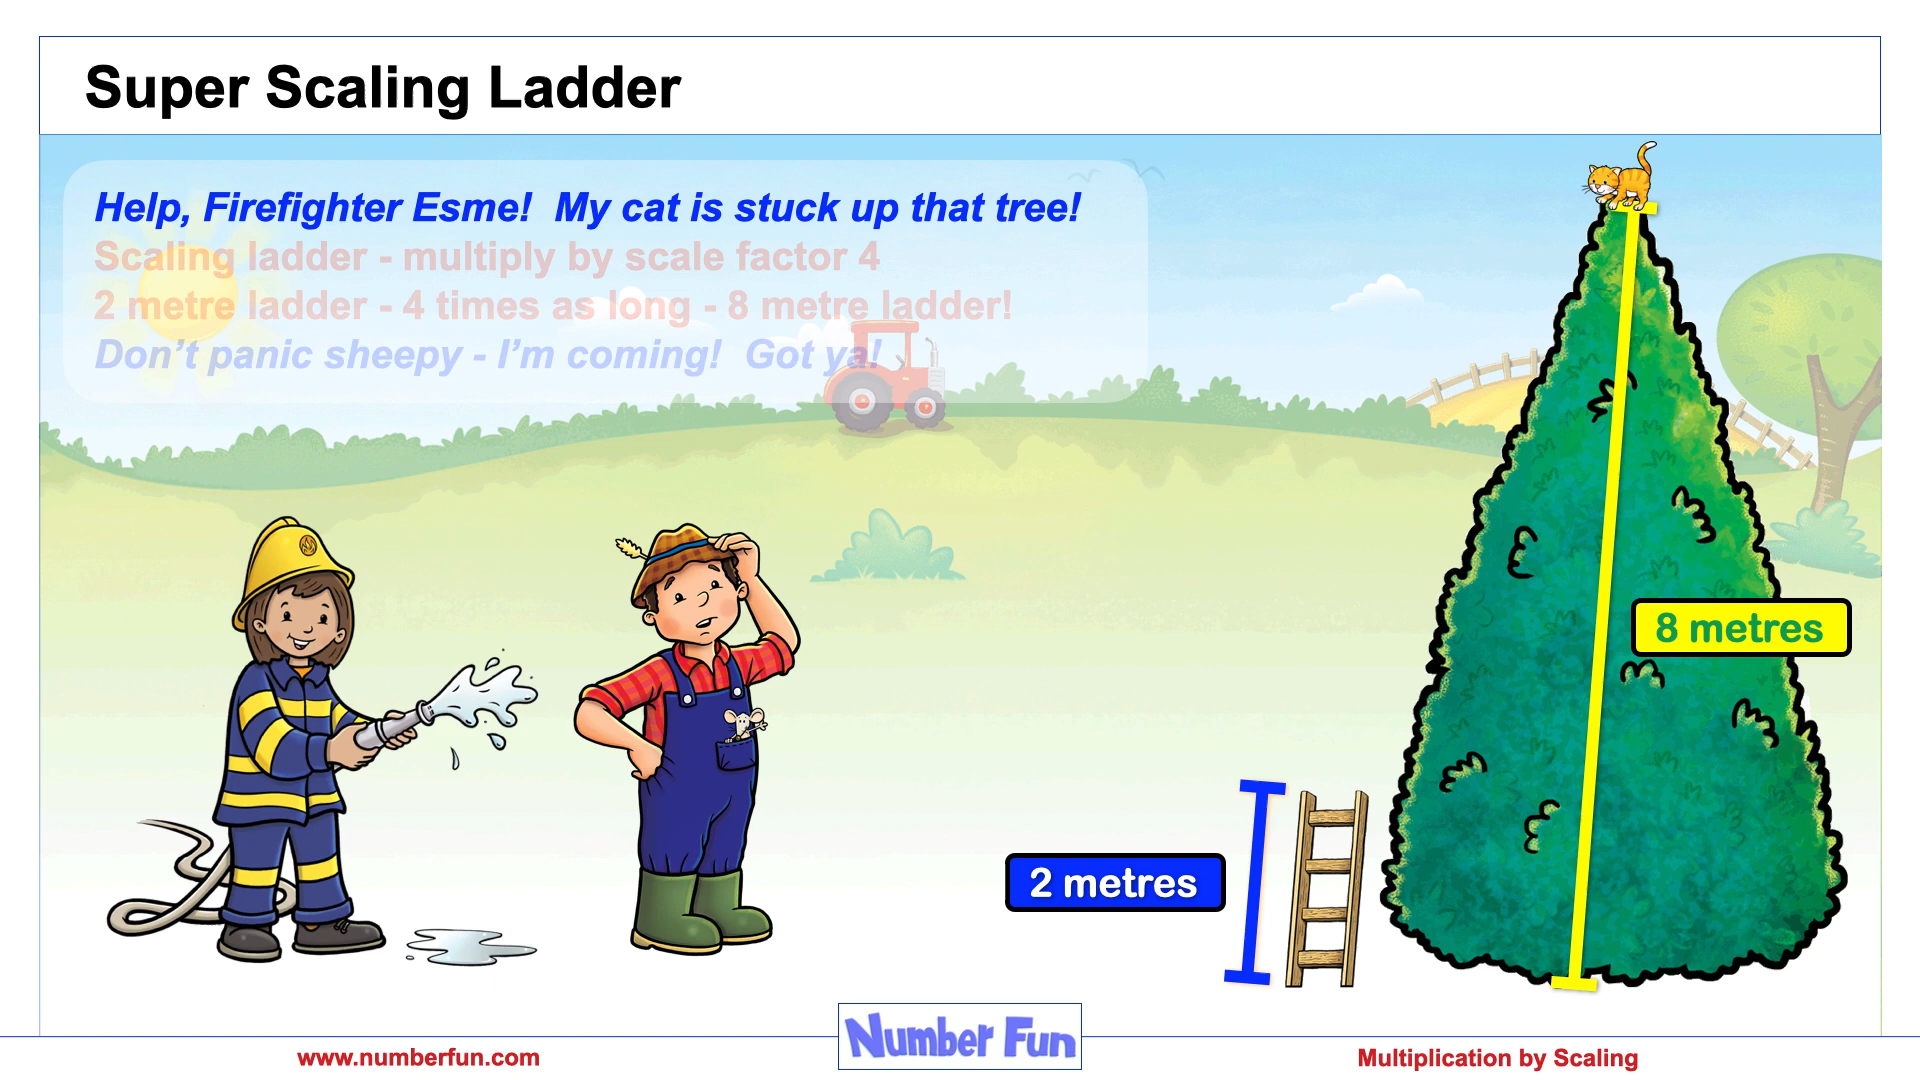 Super Scaling Ladder
Help, Firefighter Esme!  My cat is stuck up that tree!
Scaling ladder - multiply by scale factor 4
2 metre ladder - 4 times as long - 8 metre ladder!
Don’t panic sheepy - I’m coming!  Got ya!
8 metres
2 metres
Number Fun
www.numberfun.com
Multiplication by Scaling